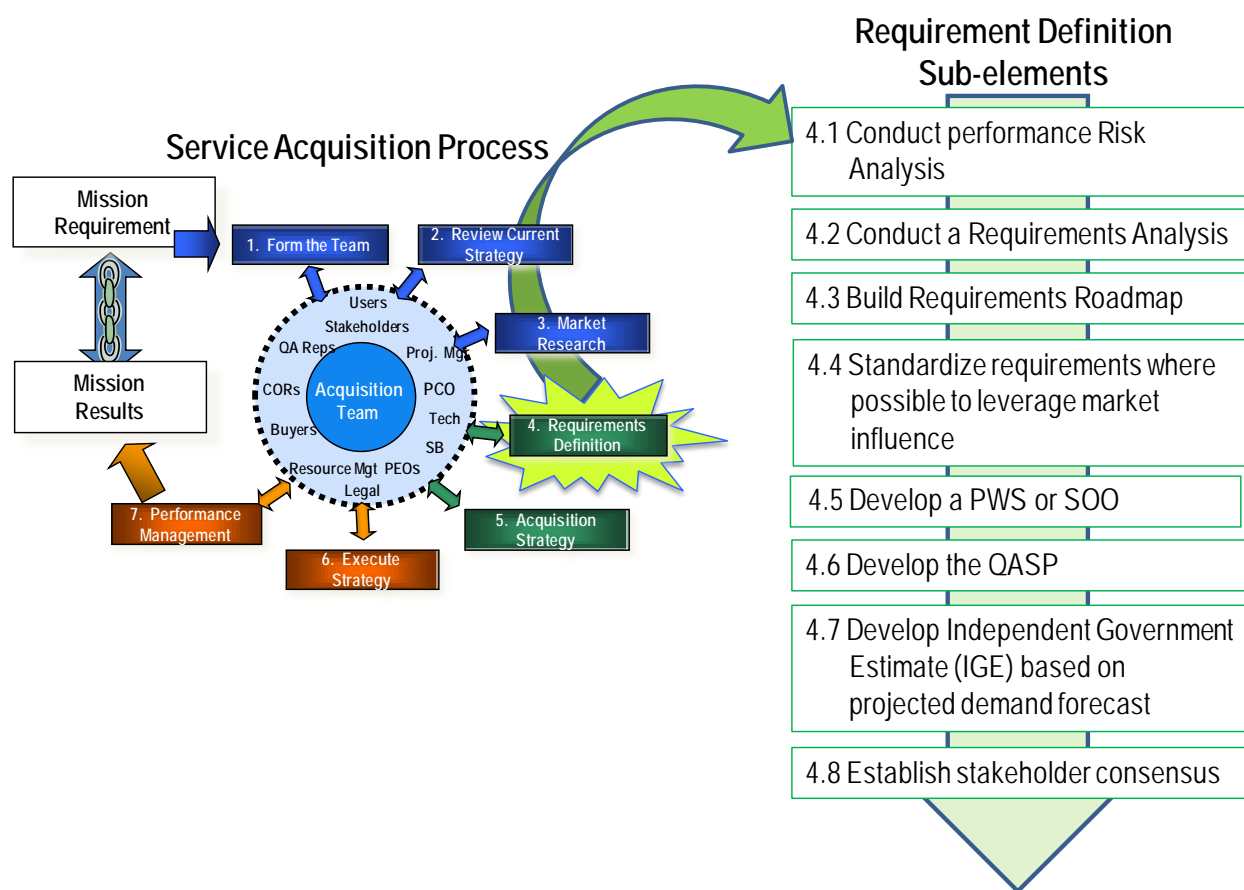 Requirement Definition
Sub-elements
Service Acquisition Process
Mission
Requirement
Mission
Results
1. Form the Team
2. Review Current
Strategy
3. Market
Research
4. Requirements
Definition
5. Acquisition
Strategy
6. Execute
Strategy
7. Performance
Management
Users
Stakeholders
QA Reps
Proj. Mgr
CORs
PCO
Acquisition
Team
Tech
Buyers
SB
Resource Mgt PEOs
Legal
4.1 Conduct performance Risk
Analysis
4.2 Conduct a Requirements Analysis
4.3 Build Requirements Roadmap
4.4 Standardize requirements where
possible to leverage market
influence
4.5 Develop a PWS or SOO
4.6 Develop the QASP
4.7 Develop Independent Government
Estimate (IGE) based on
projected demand forecast
4.8 Establish stakeholder consensus